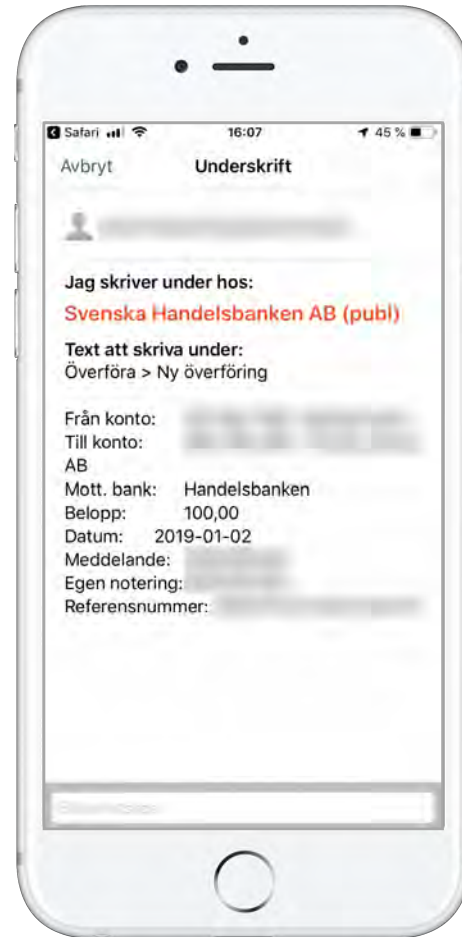 Safari 16:07 45 %
Avbryt Underskrift
Jag skriver under hos:
Svenska Handelsbanken AB (publ)
Text att skriva under:
Överföra > Ny överföring
Från konto:
Till konto:
AB
Mott. bank: Handelsbanken
Belopp: 100,00
Datum: 2019-01-02
Meddelande:
Egen notering:
Referensnummer: